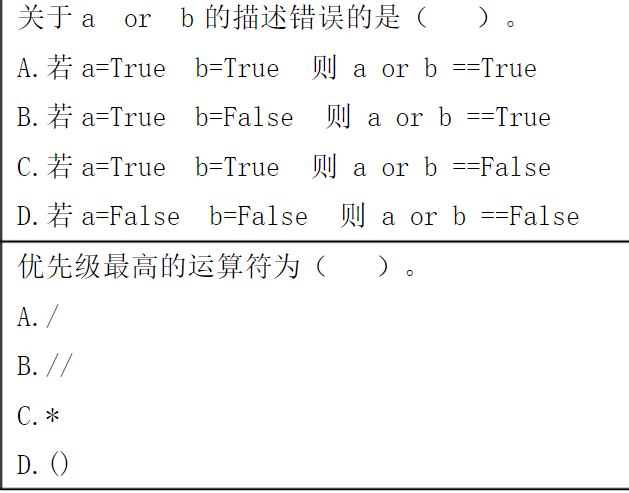 关于 a or b 的描述错误的是（ ）。
A.若 a=True b=True 则 a or b ==True
B.若 a=True b=False 则 a or b ==True
C.若 a=True b=True 则 a or b ==False
D.若 a=False b=False 则 a or b ==False
优先级最高的运算符为（ ）。
A./
B.//
C.*
D.()